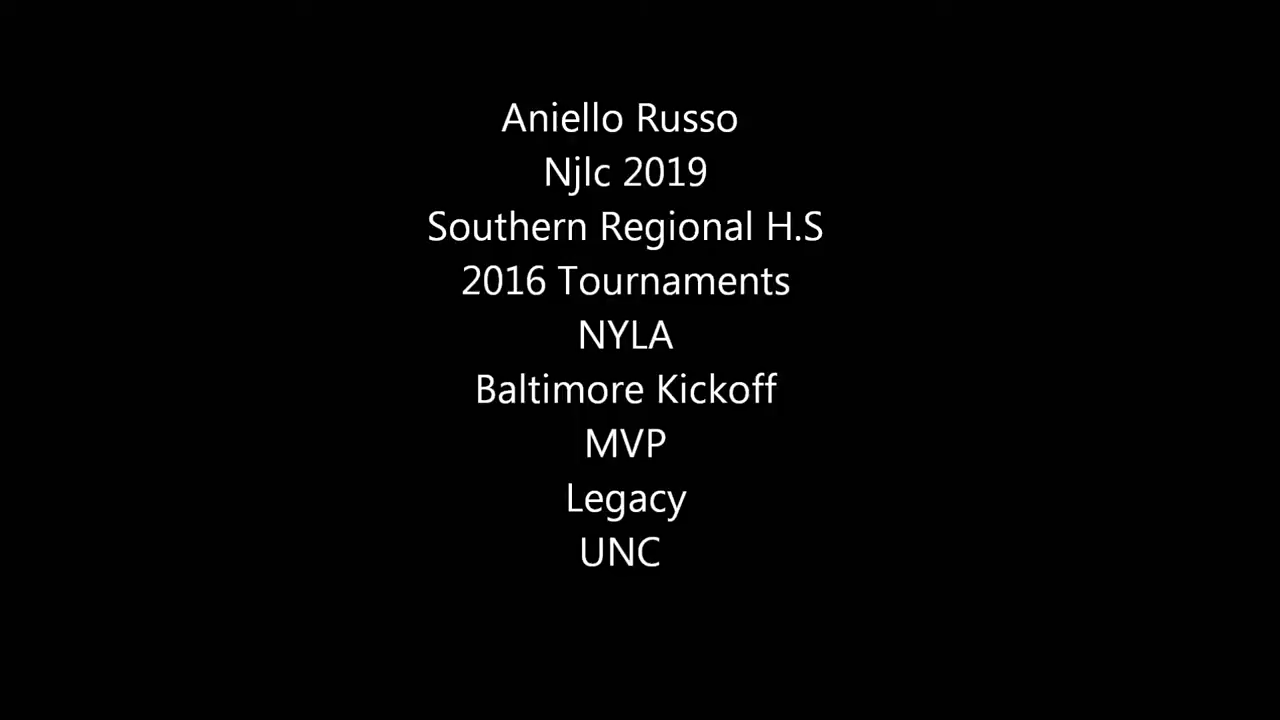 Aniello Russo
Njlc 2019
Southern Regional H.S
2016 Tournaments
NYLA
Baltimore Kickoff
MVP
Legacy
UNC